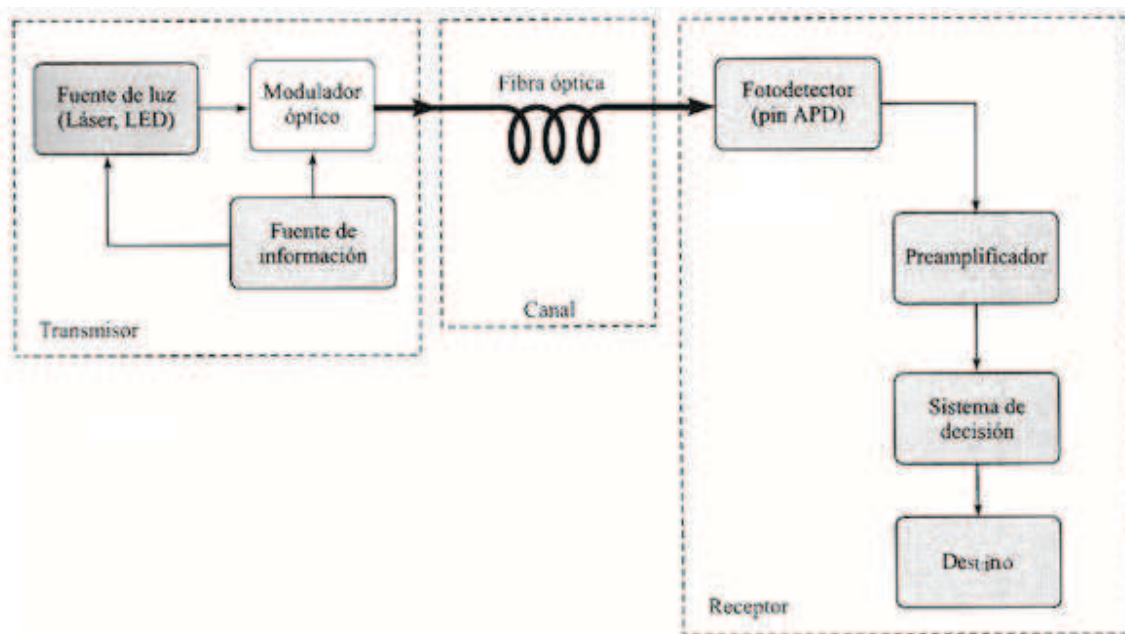 Fuente de luz
(Láser, LED)
Modulador
óptico
Fuente de
información
Transmisor
Fibra óptica
Canal
Fotodetector
(pin APD)
Preamplificador
Sistema de
decisión
Destino
Receptor